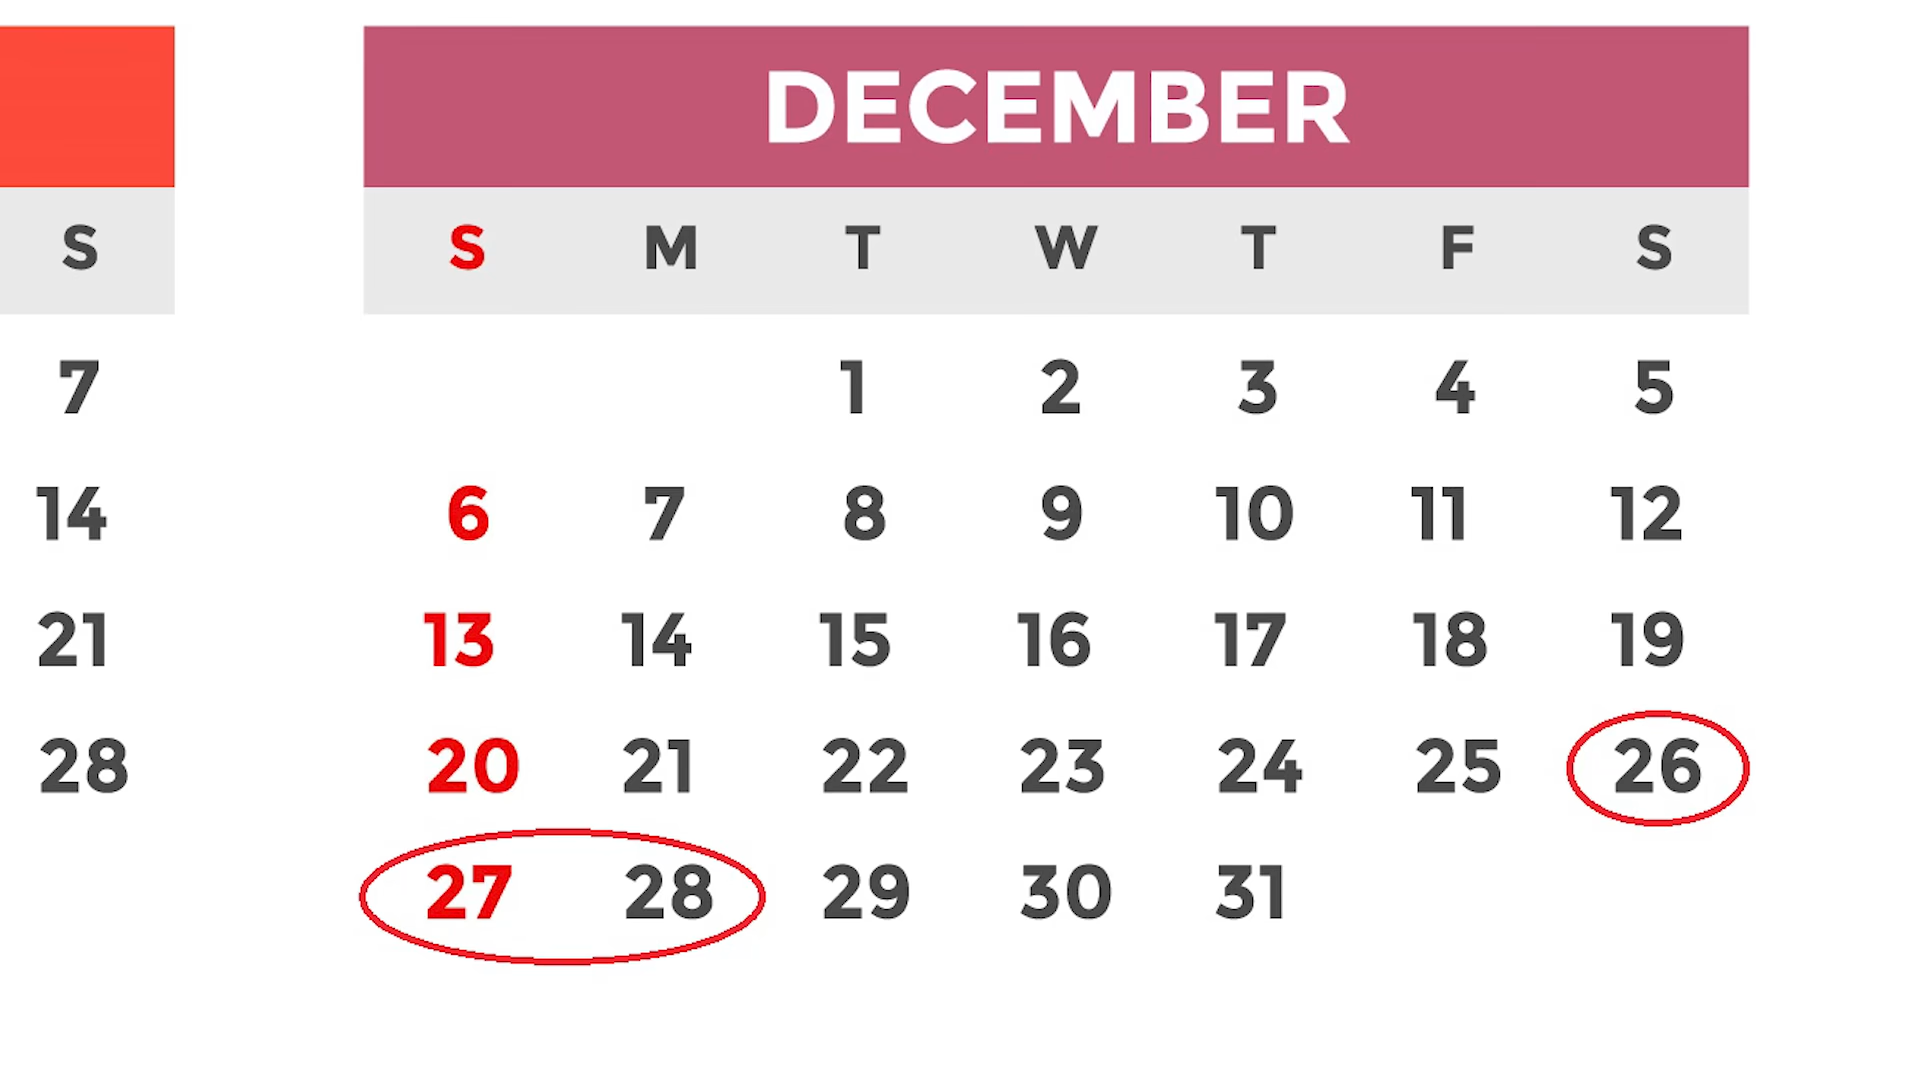 DECEMBER
S S M T W T F S
7 1 2 3 4 5
14 6 7 8 9 10 11 12
21 13 14 15 16 17 18 19
28 20 21 22 23 24 25 26
27 28 29 30 31